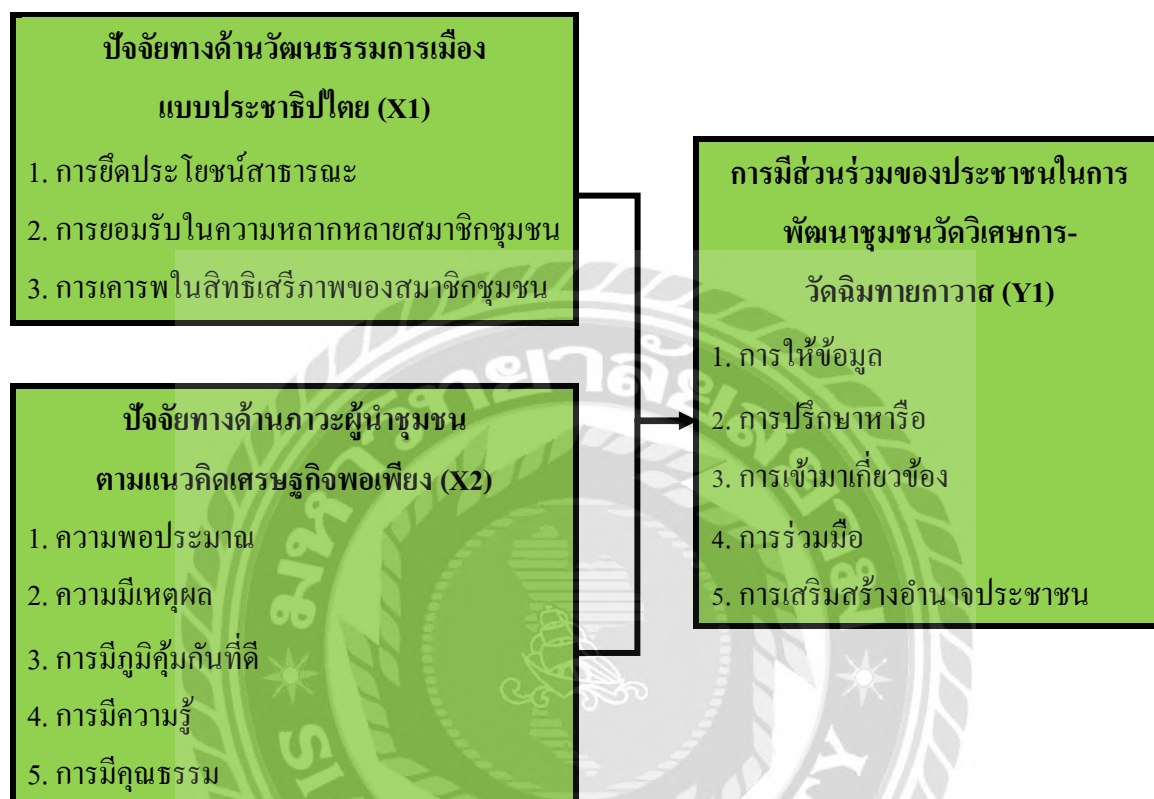 ปัจจัยทางด้านวัฒนธรรมการเมือง
แบบประชาธิปไตย (X1)
1. การยึดประโยชน์สาธารณะ
2. การยอมรับในความหลากหลายสมาชิกชุมชน
3. การเคารพในสิทธิเสรีภาพของสมาชิกชุมชน
ปัจจัยทางด้านภาวะผู้นำชุมชน
ตามแนวคิดเศรษฐกิจพอเพียง (X2)
1. ความพอประมาณ
2. ความมีเหตุผล
3. การมีภูมิคุ้มกันที่ดี
4. การมีความรู้
5. การมีคุณธรรม
การมีส่วนร่วมของประชาชนในการ
พัฒนาชุมชนวัดวิเศษการ-
วัดฉิมทายกาวาส (Y1)
1. การให้ข้อมูล
2. การปรึกษาหารือ
3. การเข้ามาเกี่ยวข้อง
4. การร่วมมือ
5. การเสริมสร้างอำนาจประชาชน